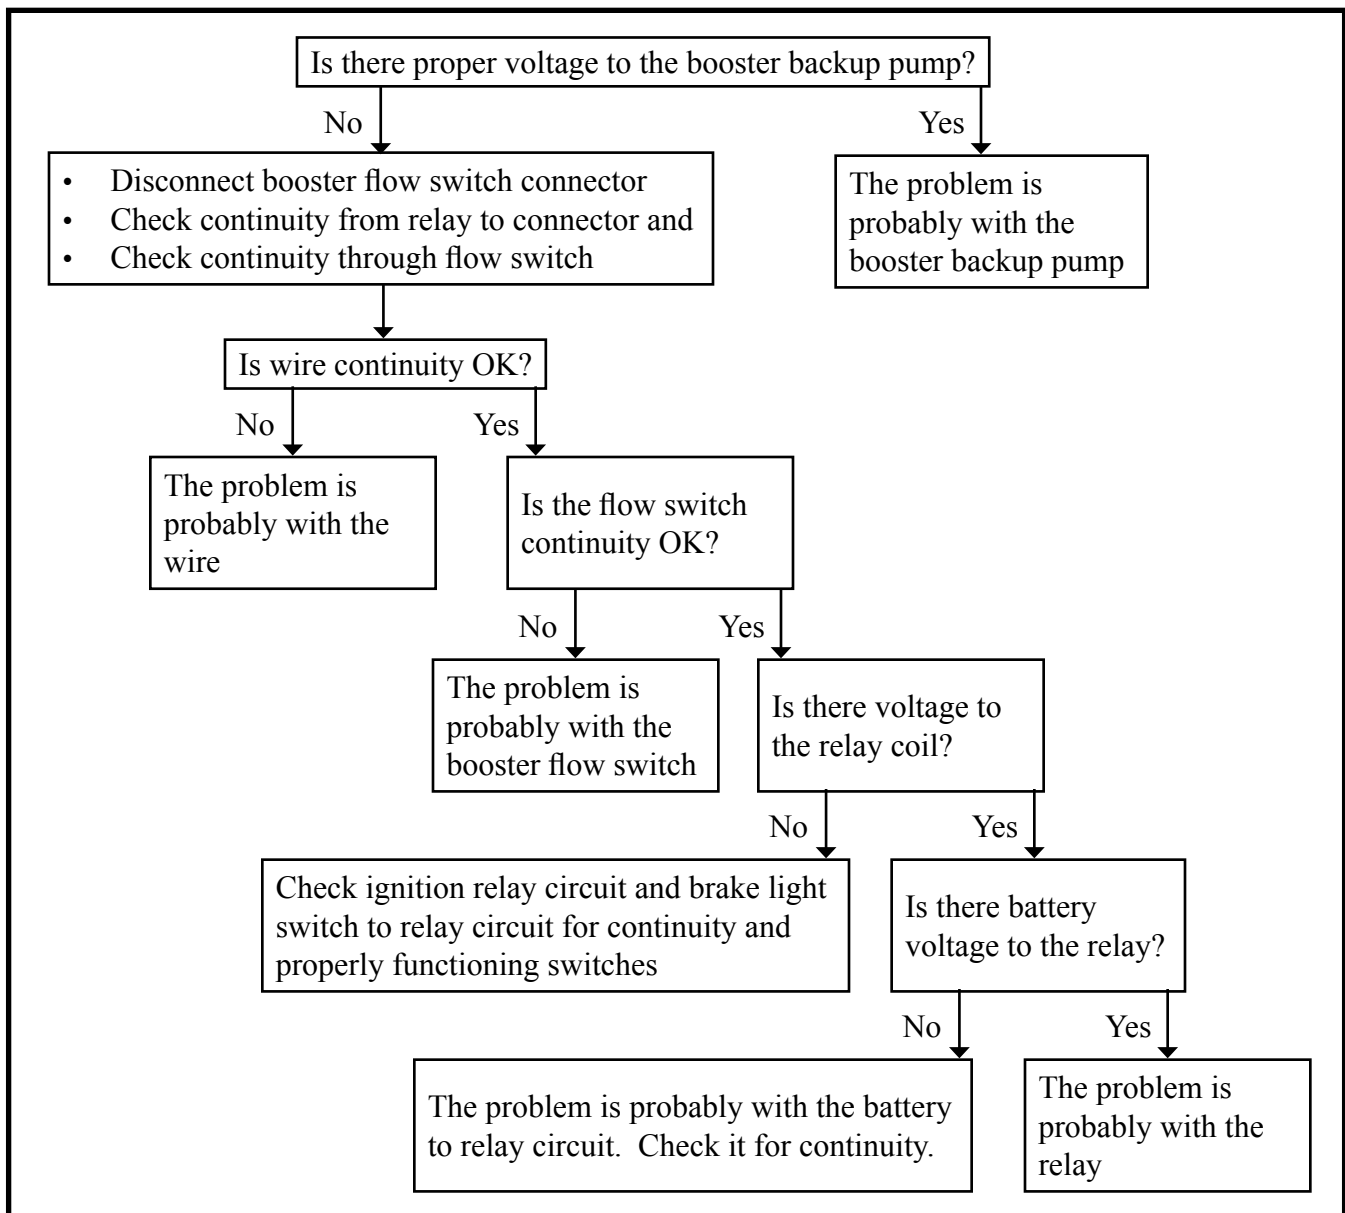 Is there proper voltage to the booster backup pump?
No
Yes
• Disconnect booster flow switch connector
• Check continuity from relay to connector and
• Check continuity through flow switch
The problem is
probably with the
booster backup pump
Is wire continuity OK?
No
Yes
The problem is
probably with the
wire
Is the flow switch
continuity OK?
No
Yes
The problem is
probably with the
booster flow switch
Is there voltage to
the relay coil?
No
Yes
Check ignition relay circuit and brake light
switch to relay circuit for continuity and
properly functioning switches
Is there battery
voltage to the relay?
No
Yes
The problem is probably with the battery
to relay circuit.  Check it for continuity.
The problem is
probably with the
relay